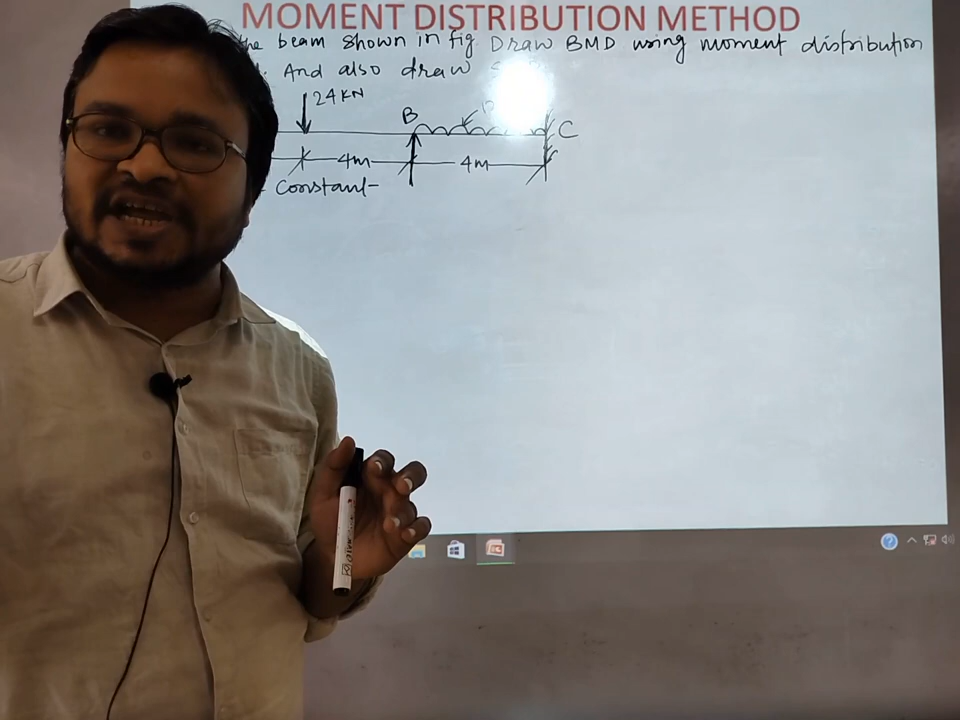 MOMENT DISTRIBUTION METHOD
the beam shown in fig Draw BMD using moment distribution
And also draw
24KN
B
C
4m
4m
Constant-